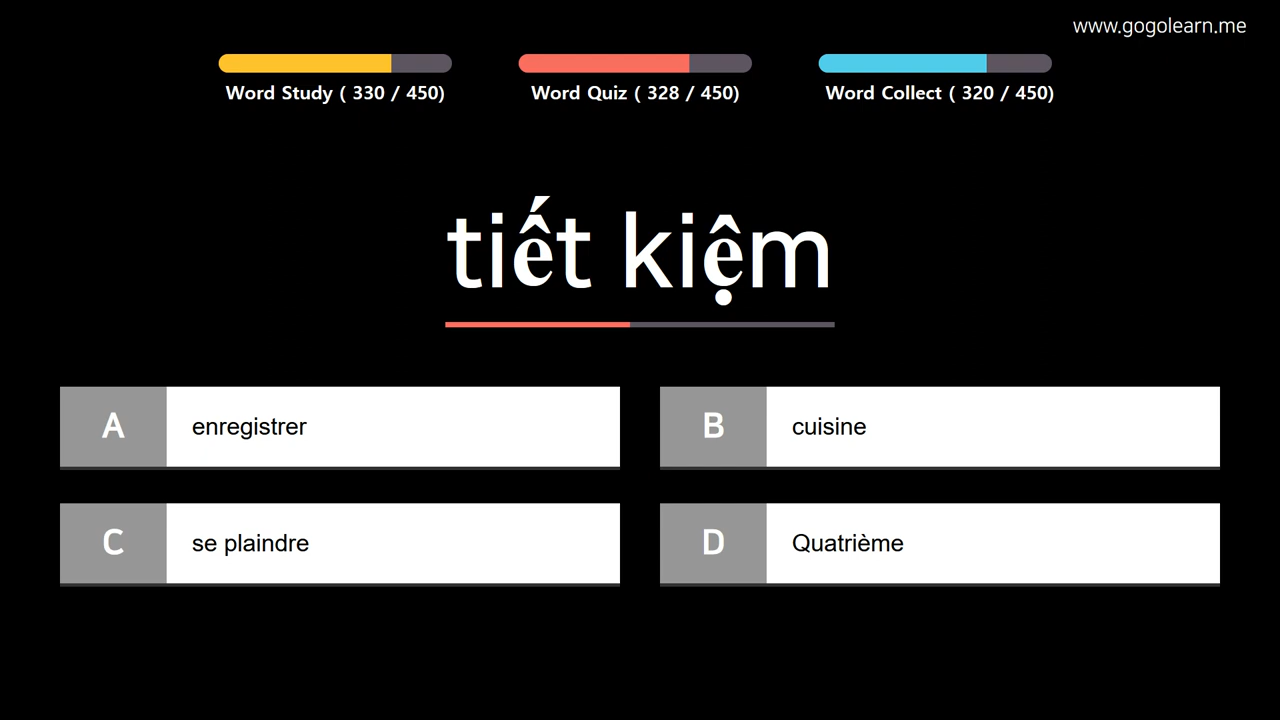 www.gogolearn.me
Word Study ( 330 / 450)
Word Quiz ( 328 / 450)
Word Collect ( 320 / 450)
tiết kiệm
A enregistrer
B cuisine
C se plaindre
D Quatrième